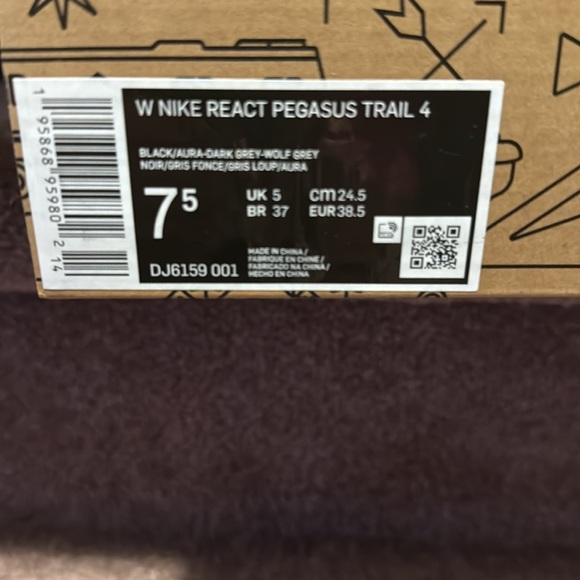 W NIKE REACT PEGASUS TRAIL 4
BLACK/AURA-DARK GREY-WOLF GREY
NOIR/GRIS FONCE/GRIS LOUP/AURA
7⁵
UK 5 cm 24.5
BR 37 EUR 38.5
DJ6159 001
MADE IN CHINA /
FABRIQUE EN CHINE /
FABRICADO NA CHINA /
HECHO EN CHINA
1 95868 95980 2 14